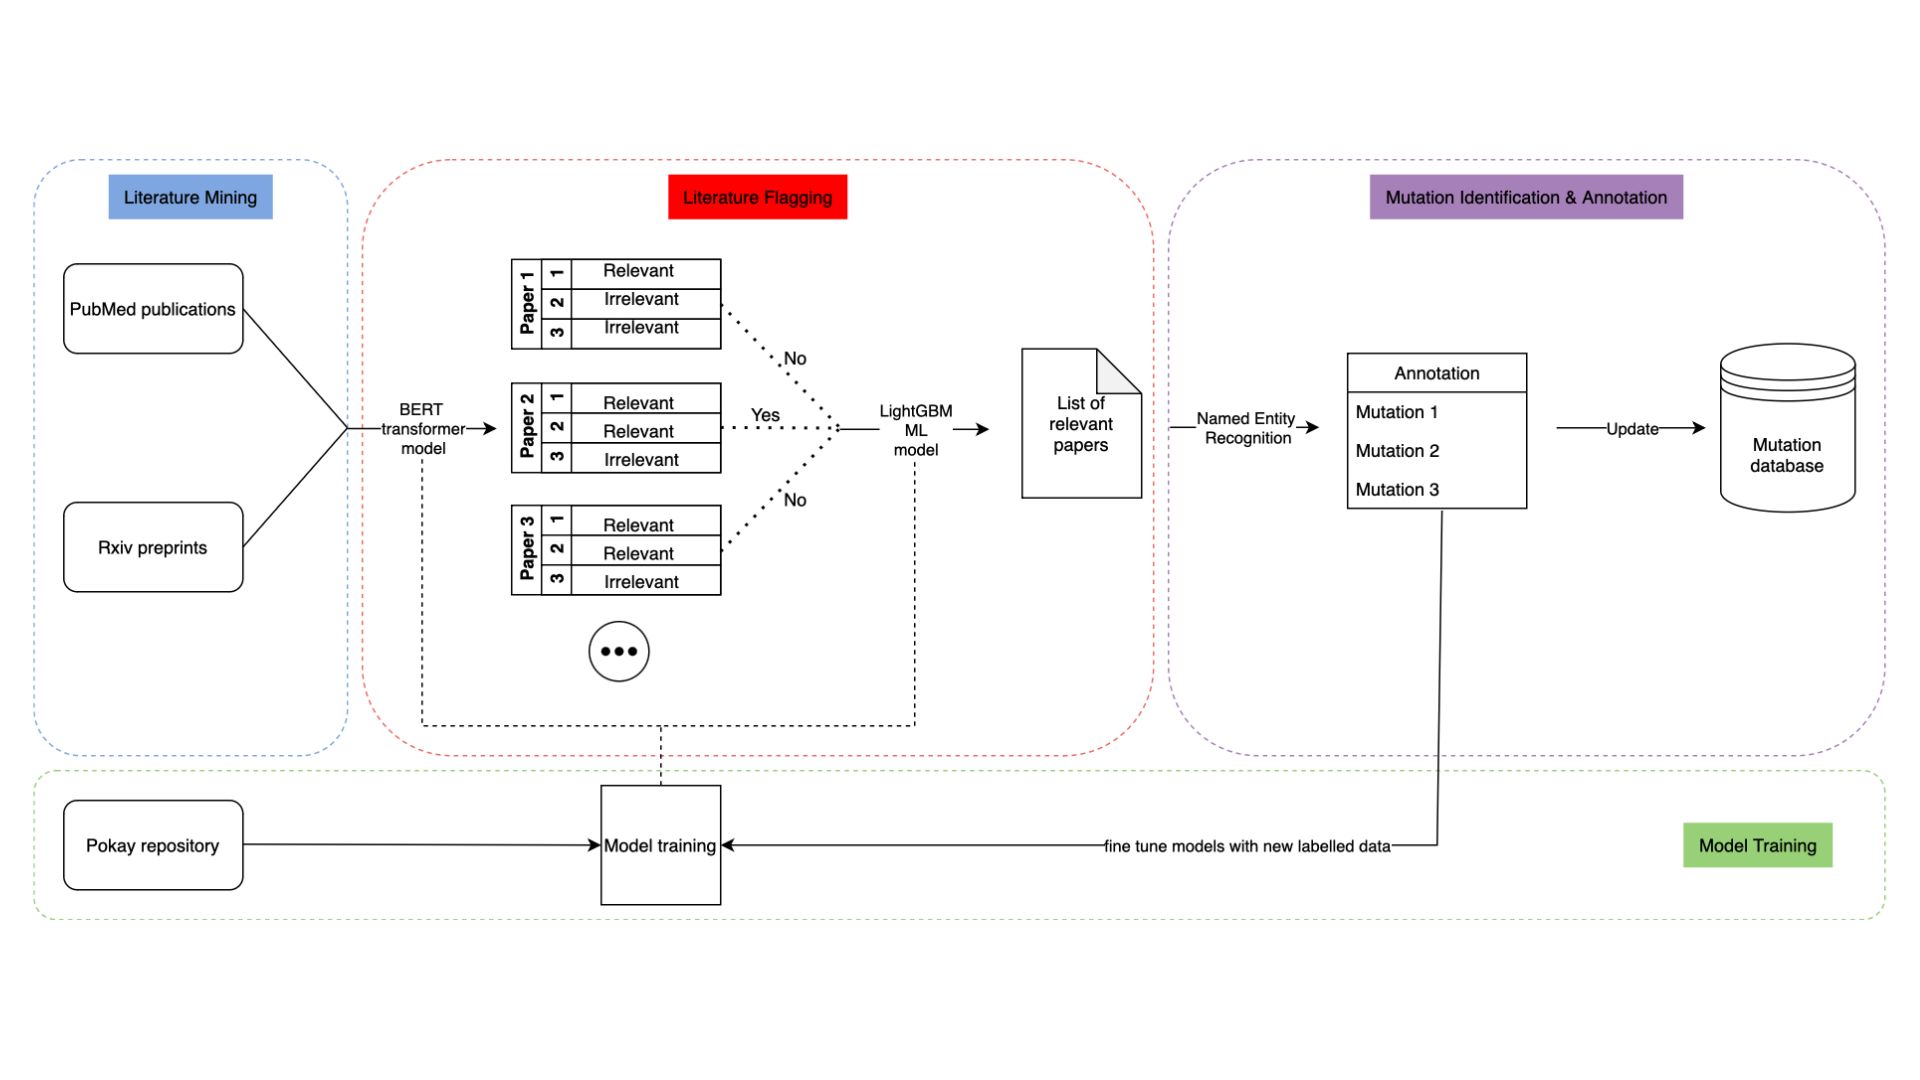 Literature Mining
PubMed publications
Rxiv preprints
BERT
transformer
model
Literature Flagging
Paper 1
1
Relevant
2
Irrelevant
3
Irrelevant
No
Paper 2
1
Relevant
2
Relevant
3
Irrelevant
Yes
Paper 3
1
Relevant
2
Relevant
3
Irrelevant
No
LightGBM
ML
model
List of
relevant
papers
Mutation Identification & Annotation
Named Entity
Recognition
Annotation
Mutation 1
Mutation 2
Mutation 3
Update
Mutation
database
Pokay repository
Model training
fine tune models with new labelled data
Model Training